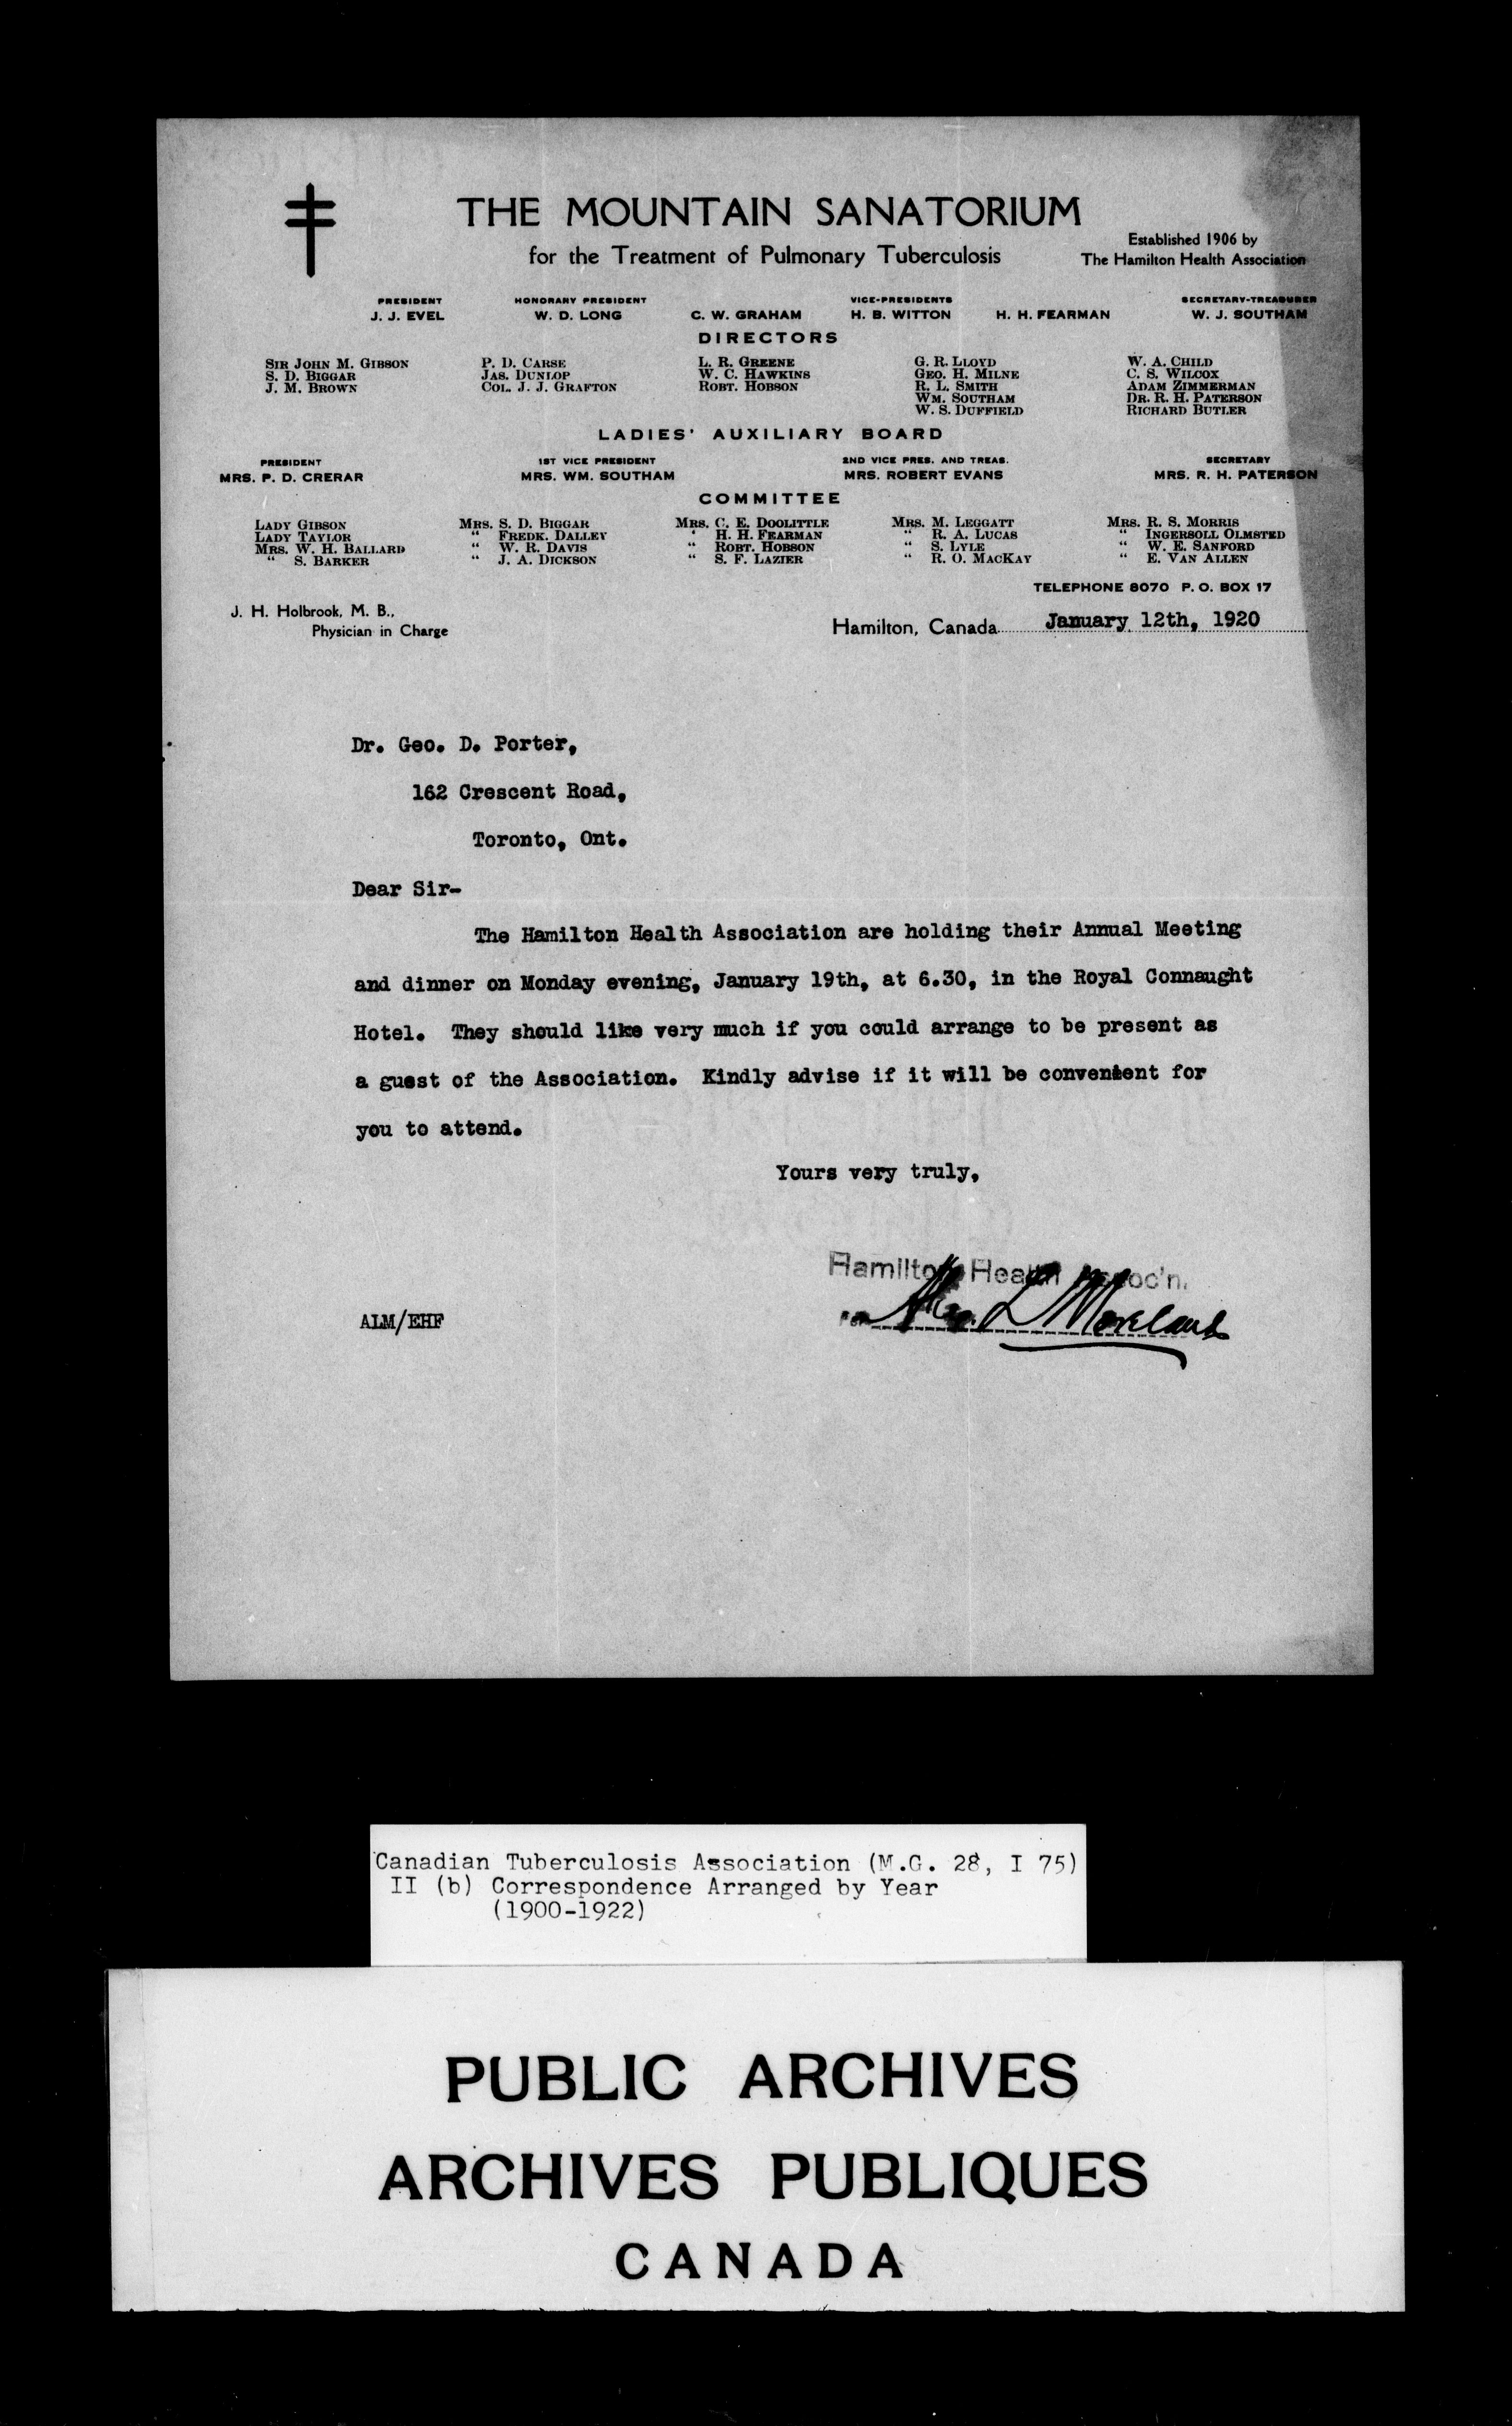 THE MOUNTAIN SANATORIUM
for the Treatment of Pulmonary Tuberculosis
Established 1906 by
The Hamilton Health Association
PRESIDENT HONORARY PRESIDENT VICE-PRESIDENTS SECRETARY-TREASURER
J. J. EVEL W. D. LONG C. W. GRAHAM H. B. WITTON H. H. FEARMAN W. J. SOUTHAM
DIRECTORS
SIR JOHN M. GIBSON P. D. CARSE L. R. GREENE G. R. LLOYD W. A. CHILD
S. D. BIGGAR JAS. DUNLOP W. C. HAWKINS GEO. H. MILNE C. S. WILCOX
J. M. BROWN COL. J. J. GRAFTON ROBT. HOBSON R. L. SMITH ADAM ZIMMERMAN
WM. SOUTHAM DR. R. H. PATERSON
W. S. DUFFIELD RICHARD BUTLER
LADIES' AUXILIARY BOARD
PRESIDENT 1ST VICE PRESIDENT 2ND VICE PRES. AND TREAS. SECRETARY
MRS. P. D. CRERAR MRS. WM. SOUTHAM MRS. ROBERT EVANS MRS. R. H. PATERSON
COMMITTEE
LADY GIBSON MRS. S. D. BIGGAR MRS. C. E. DOOLITTLE MRS. M. LEGGATT MRS. R. S. MORRIS
LADY TAYLOR " FREDK. DALLEY " H. H. FEARMAN " R. A. LUCAS " INGERSOLL OLMSTED
MRS. W. H. BALLARD " W. R. DAVIS " ROBT. HOBSON " S. LYLE " W. E. SANFORD
" S. BARKER " J. A. DICKSON " S. F. LAZIER " R. O. MACKAY " E. VAN ALLEN
TELEPHONE 8070 P. O. BOX 17
J. H. Holbrook, M. B.,
Physician in Charge
Hamilton, Canada January 12th, 1920
Dr. Geo. D. Porter,
162 Crescent Road,
Toronto, Ont.
Dear Sir-
The Hamilton Health Association are holding their Annual Meeting
and dinner on Monday evening, January 19th, at 6.30, in the Royal Connaught
Hotel. They should like very much if you could arrange to be present as
a guest of the Association. Kindly advise if it will be convenient for
you to attend.
Yours very truly,
Hamilton Health Assoc'n.
L Moreland
ALM/EHF
Canadian Tuberculosis Association (M.G. 28, I 75)
II (b) Correspondence Arranged by Year
(1900-1922)
PUBLIC ARCHIVES
ARCHIVES PUBLIQUES
CANADA